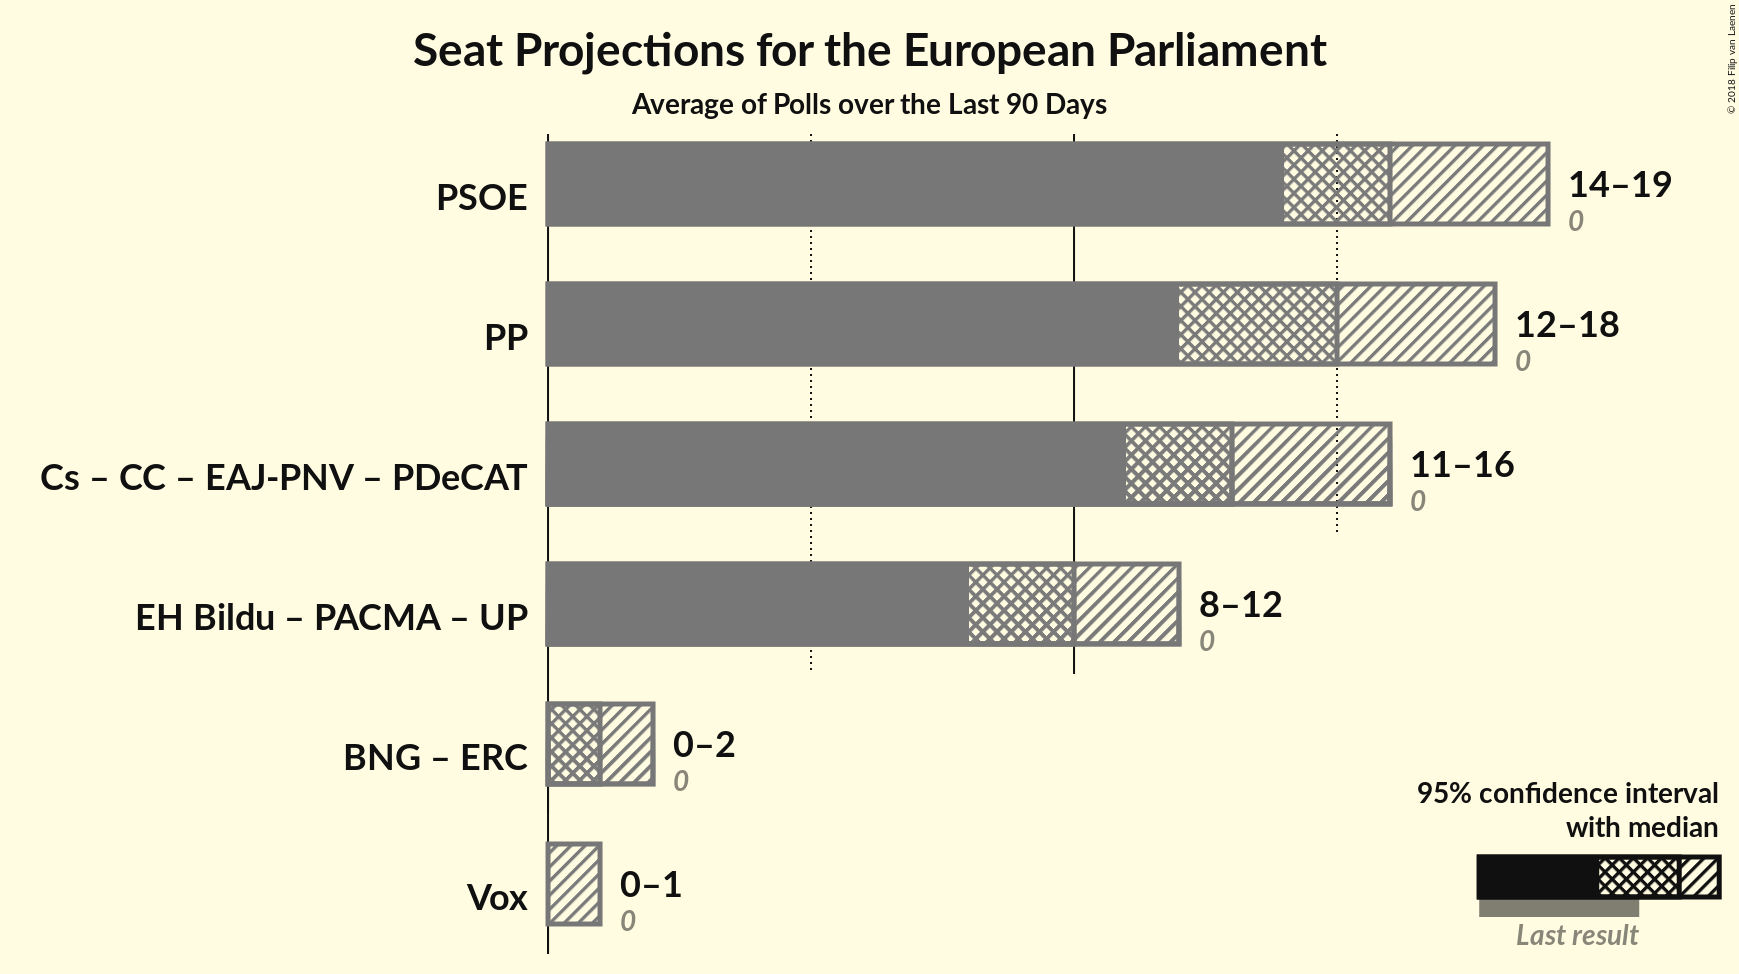 Seat Projections for the European Parliament
Average of Polls over the Last 90 Days
© 2018 Filip van Laenen
PSOE
14–19
0
PP
12–18
0
Cs – CC – EAJ-PNV – PDeCAT
11–16
0
EH Bildu – PACMA – UP
8–12
0
BNG – ERC
0–2
0
Vox
0–1
0
95% confidence interval
with median
Last result